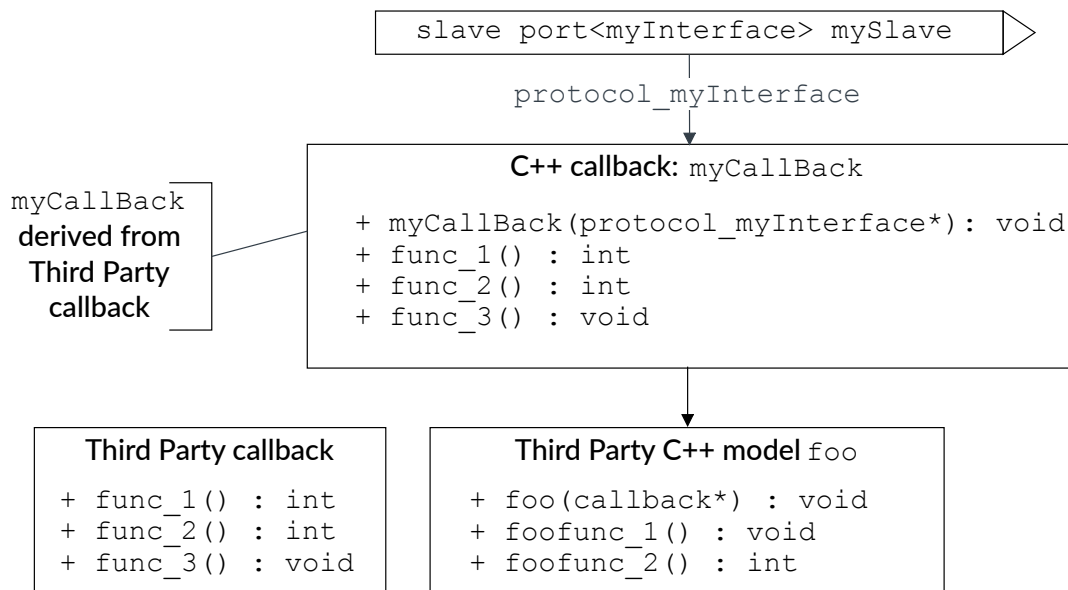 slave port<myInterface> mySlave
protocol_myInterface
C++ callback: myCallBack
+ myCallBack(protocol_myInterface*): void
+ func_1() : int
+ func_2() : int
+ func_3() : void
myCallBack
derived from
Third Party
callback
Third Party callback
+ func_1() : int
+ func_2() : int
+ func_3() : void
Third Party C++ model foo
+ foo(callback*) : void
+ foofunc_1() : void
+ foofunc_2() : int